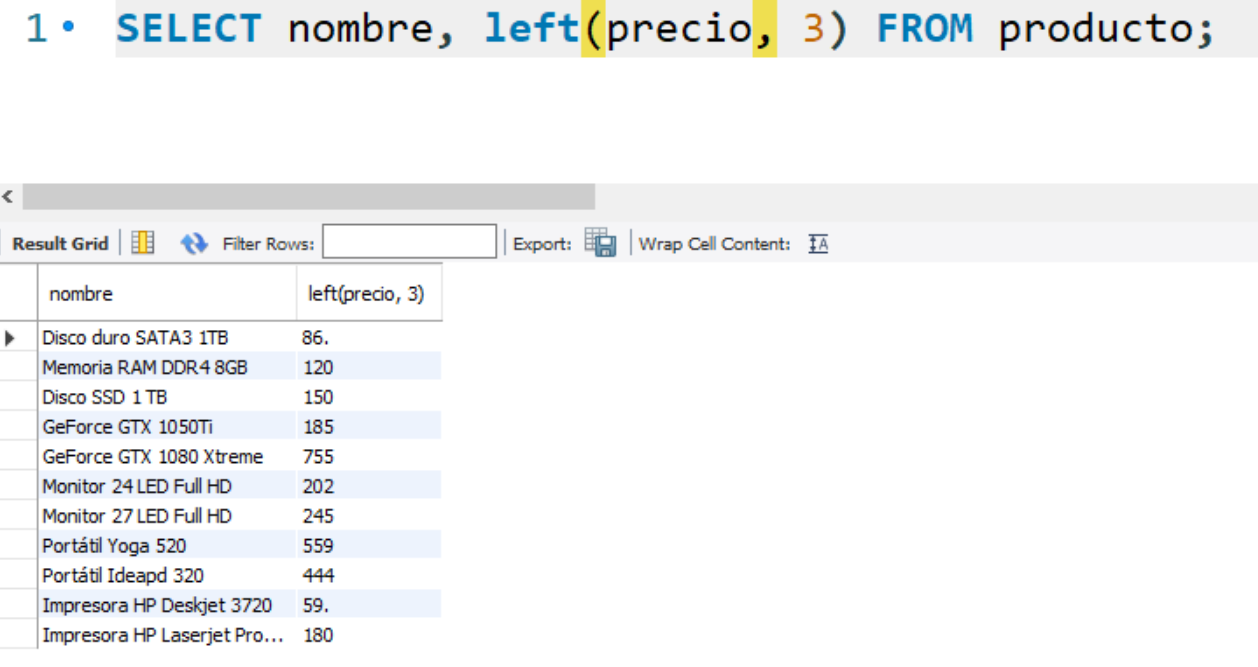 1 SELECT nombre, left(precio, 3) FROM producto;
Result Grid Filter Rows: Export: Wrap Cell Content:
nombre left(precio, 3)
Disco duro SATA3 1TB 86.
Memoria RAM DDR4 8GB 120
Disco SSD 1 TB 150
GeForce GTX 1050Ti 185
GeForce GTX 1080 Xtreme 755
Monitor 24 LED Full HD 202
Monitor 27 LED Full HD 245
Portátil Yoga 520 559
Portátil Ideapd 320 444
Impresora HP Deskjet 3720 59.
Impresora HP Laserjet Pro... 180